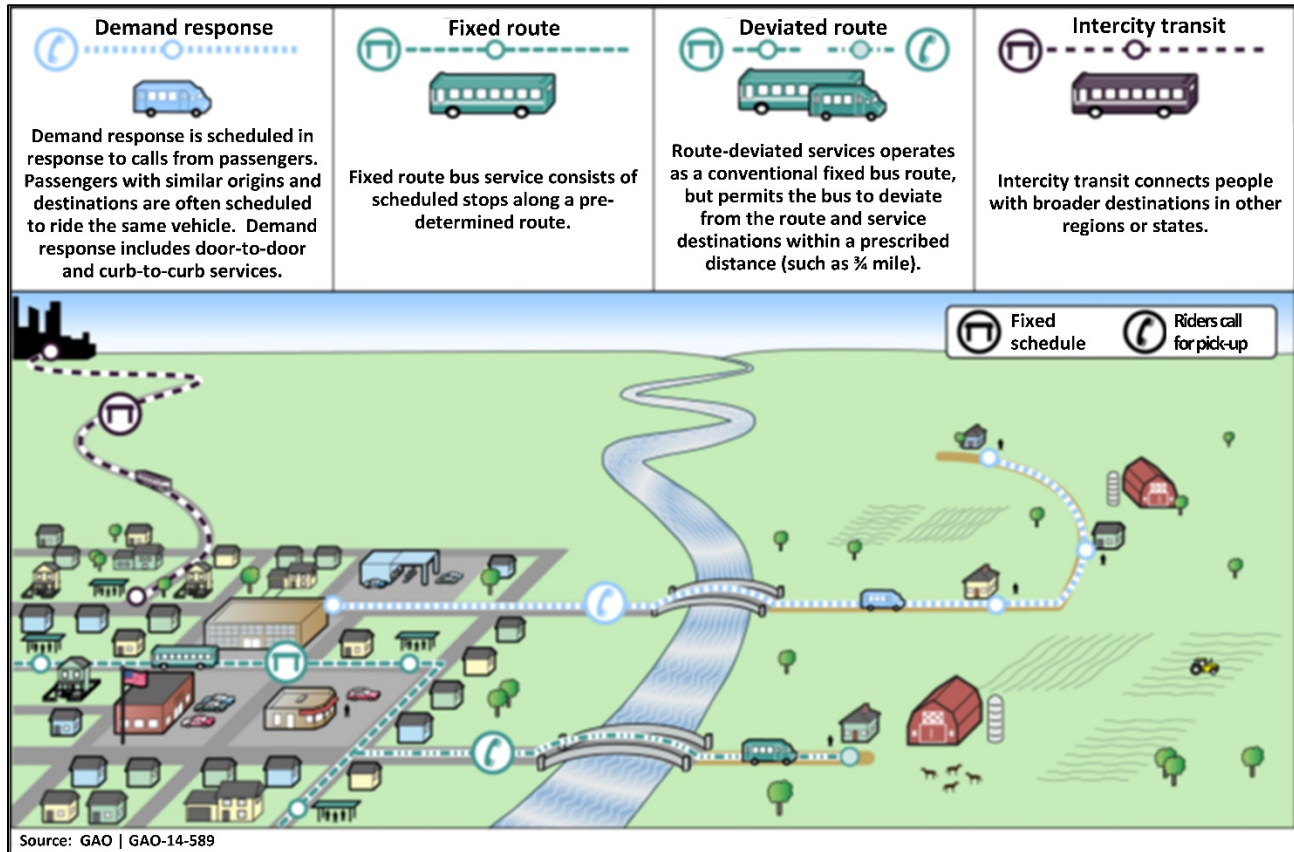 Demand response
Demand response is scheduled in
response to calls from passengers.
Passengers with similar origins and
destinations are often scheduled
to ride the same vehicle.  Demand
response includes door-to-door
and curb-to-curb services.
Fixed route
Fixed route bus service consists of
scheduled stops along a pre-
determined route.
Deviated route
Route-deviated services operates
as a conventional fixed bus route,
but permits the bus to deviate
from the route and service
destinations within a prescribed
distance (such as ¾ mile).
Intercity transit
Intercity transit connects people
with broader destinations in other
regions or states.
Fixed
schedule
Riders call
for pick-up
Source:  GAO | GAO-14-589